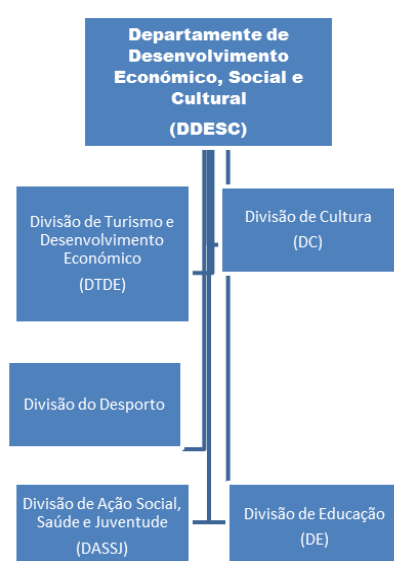 Departamente de
Desenvolvimento
Económico, Social e
Cultural
(DDESC)
Divisão de Turismo e
Desenvolvimento
Económico
(DTDE)
Divisão de Cultura
(DC)
Divisão do Desporto
Divisão de Ação Social,
Saúde e Juventude
(DASSJ)
Divisão de Educação
(DE)